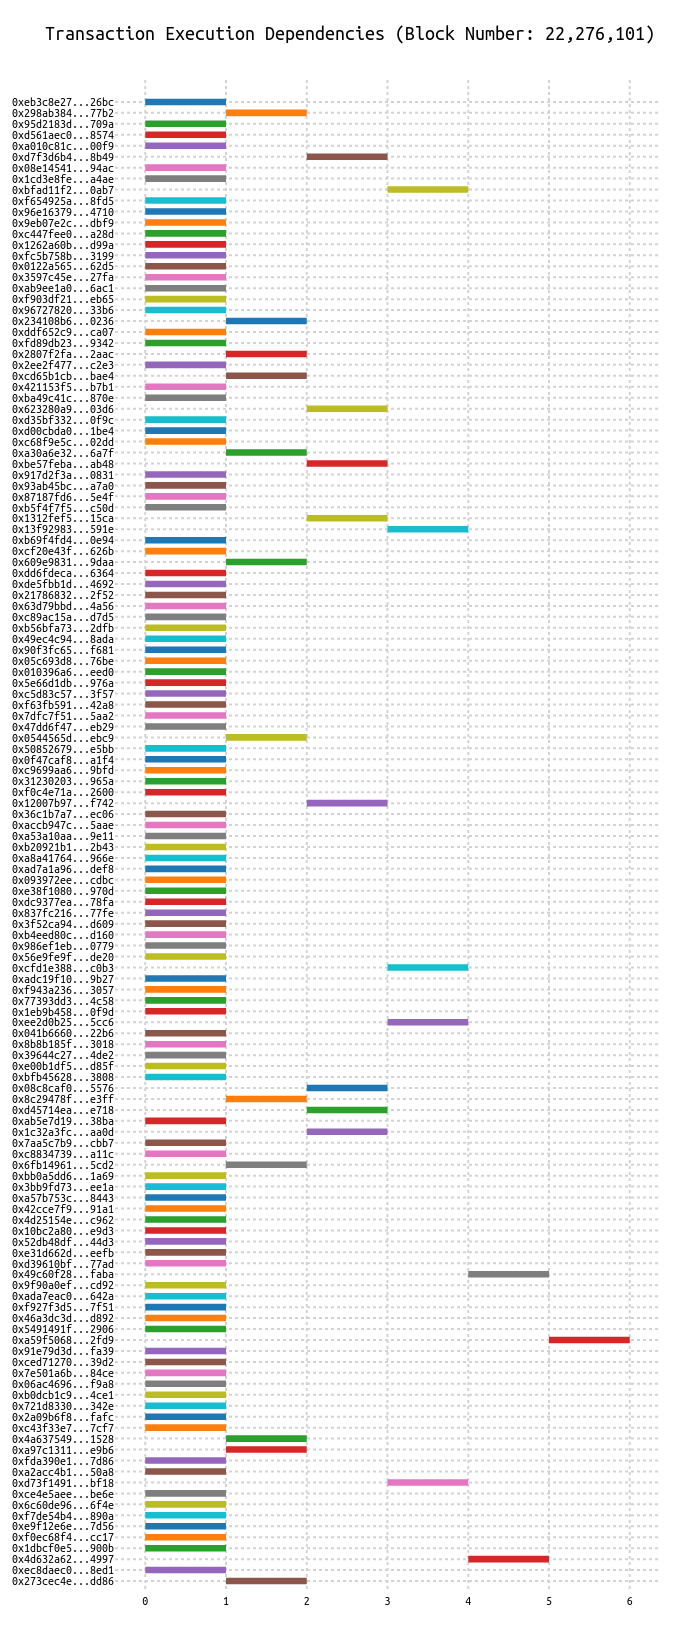 Transaction Execution Dependencies (Block Number: 22,276,101)
0xeb3c8e27...26bc
0x298ab384...77b2
0x95d2183d...709a
0xd561aec0...8574
0xa010c81c...00f9
0xd7f3d6b4...8b49
0x08e14541...94ac
0x1cd3e8fe...a4ae
0xbfad11f2...0ab7
0xf654925a...8fd5
0x96e16379...4710
0x9eb07e2c...dbf9
0xc447fee0...a28d
0x1262a60b...d99a
0xfc5b758b...3199
0x0122a565...62d5
0x3597c45e...27fa
0xab9ee1a0...6ac1
0xf903df21...eb65
0x96727820...33b6
0x234108b6...0236
0xddf652c9...ca07
0xfd89db23...9342
0x2807f2fa...2aac
0x2ee2f477...c2e3
0xcd65b1cb...bae4
0x421153f5...b7b1
0xba49c41c...870e
0x623280a9...03d6
0xd35bf332...0f9c
0xd00cbda0...1be4
0xc68f9e5c...02dd
0xa30a6e32...6a7f
0xbe57feba...ab48
0x917d2f3a...0831
0x93ab45bc...a7a0
0x87187fd6...5e4f
0xb5f4f7f5...c50d
0x1312fef5...15ca
0x13f92983...591e
0xb69f4fd4...0e94
0xcf20e43f...626b
0x609e9831...9daa
0xdd6fdeca...6364
0xde5fbb1d...4692
0x21786832...2f52
0x63d79bbd...4a56
0xc89ac15a...d7d5
0xb56bfa73...2dfb
0x49ec4c94...8ada
0x90f3fc65...f681
0x05c693d8...76be
0x010396a6...eed0
0x5e66d1db...976a
0xc5d83c57...3f57
0xf63fb591...42a8
0x7dfc7f51...5aa2
0x47dd6f47...eb29
0x0544565d...ebc9
0x50852679...e5bb
0x0f47caf8...a1f4
0xc9699aa6...9bfd
0x31230203...965a
0xf0c4e71a...2600
0x12007b97...f742
0x36c1b7a7...ec06
0xaccb947c...5aae
0xa53a10aa...9e11
0xb20921b1...2b43
0xa8a41764...966e
0xad7a1a96...def8
0x093972ee...cdbc
0xe38f1080...970d
0xdc9377ea...78fa
0x837fc216...77fe
0x3f52ca94...d609
0xb4eed80c...d160
0x986ef1eb...0779
0x56e9fe9f...de20
0xcfd1e388...c0b3
0xadc19f10...9b27
0xf943a236...3057
0x77393dd3...4c58
0x1eb9b458...0f9d
0xee2d0b25...5cc6
0x041b6660...22b6
0x8b8b185f...3018
0x39644c27...4de2
0xe00b1df5...d85f
0xbfb45628...3808
0x08c8caf0...5576
0x8c29478f...e3ff
0xd45714ea...e718
0xab5e7d19...38ba
0x1c32a3fc...aa0d
0x7aa5c7b9...cbb7
0xc8834739...a11c
0x6fb14961...5cd2
0xbb0a5dd6...1a69
0x3bb9fd73...ee1a
0xa57b753c...8443
0x42cce7f9...91a1
0x4d25154e...c962
0x10bc2a80...e9d3
0x52db48df...44d3
0xe31d662d...eefb
0xd39610bf...77ad
0x49c60f28...faba
0x9f90a0ef...cd92
0xada7eac0...642a
0xf927f3d5...7f51
0x46a3dc3d...d892
0x5491491f...2906
0xa59f5068...2fd9
0x91e79d3d...fa39
0xced71270...39d2
0x7e501a6b...84ce
0x06ac4696...f9a8
0xb0dcb1c9...4ce1
0x721d8330...342e
0x2a09b6f8...fafc
0xc43f33e7...7cf7
0x4a637549...1528
0xa97c1311...e9b6
0xfda390e1...7d86
0xa2acc4b1...50a8
0xd73f1491...bf18
0xce4e5aee...be6e
0x6c60de96...6f4e
0xf7de54b4...890a
0xe9f12e6e...7d56
0xf0ec68f4...cc17
0x1dbcf0e5...900b
0x4d632a62...4997
0xec8daec0...8ed1
0x273cec4e...dd86
0 1 2 3 4 5 6